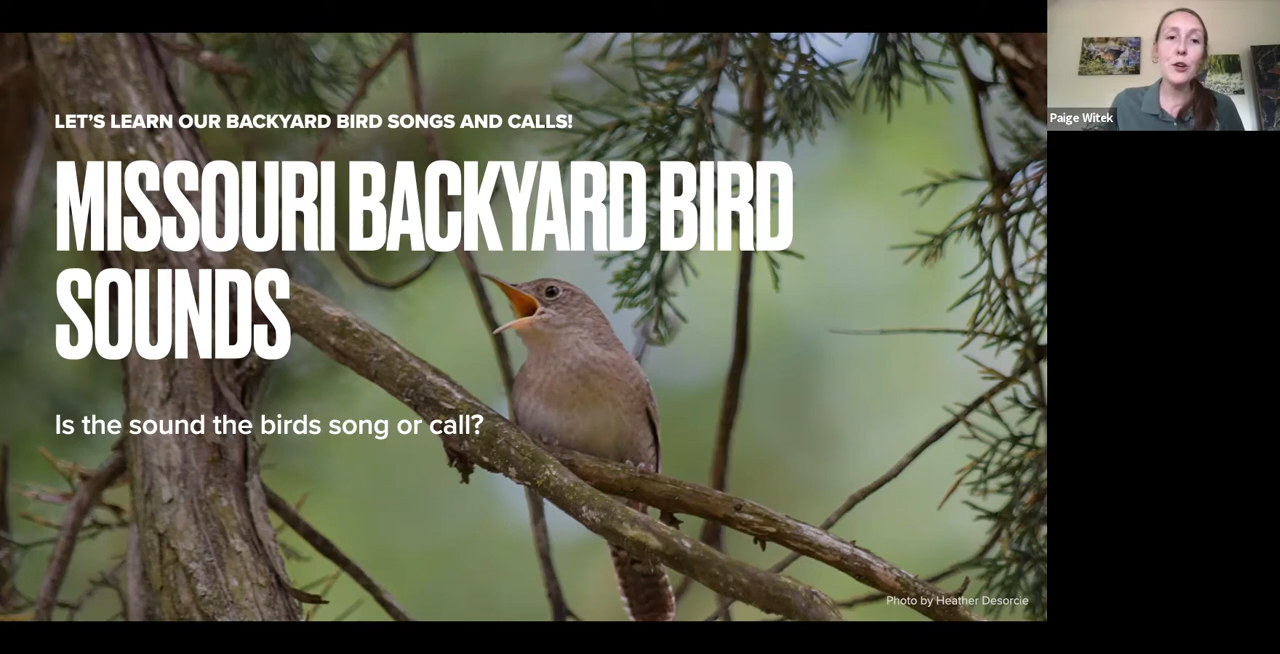 LET'S LEARN OUR BACKYARD BIRD SONGS AND CALLS!
MISSOURI BACKYARD BIRD
SOUNDS
Is the sound the birds song or call?
Photo by Heather Desorcie
Paige Witek